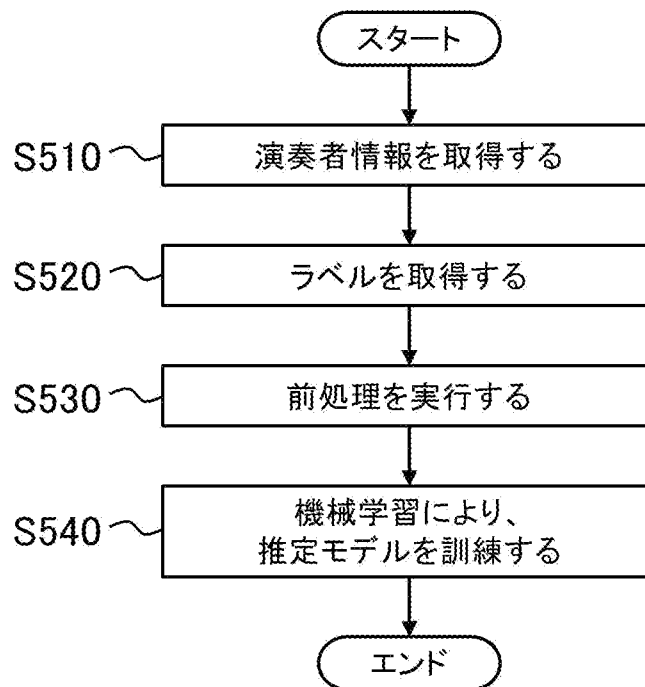 スタート
S510 演奏者情報を取得する
S520 ラベルを取得する
S530 前処理を実行する
S540 機械学習により、
推定モデルを訓練する
エンド